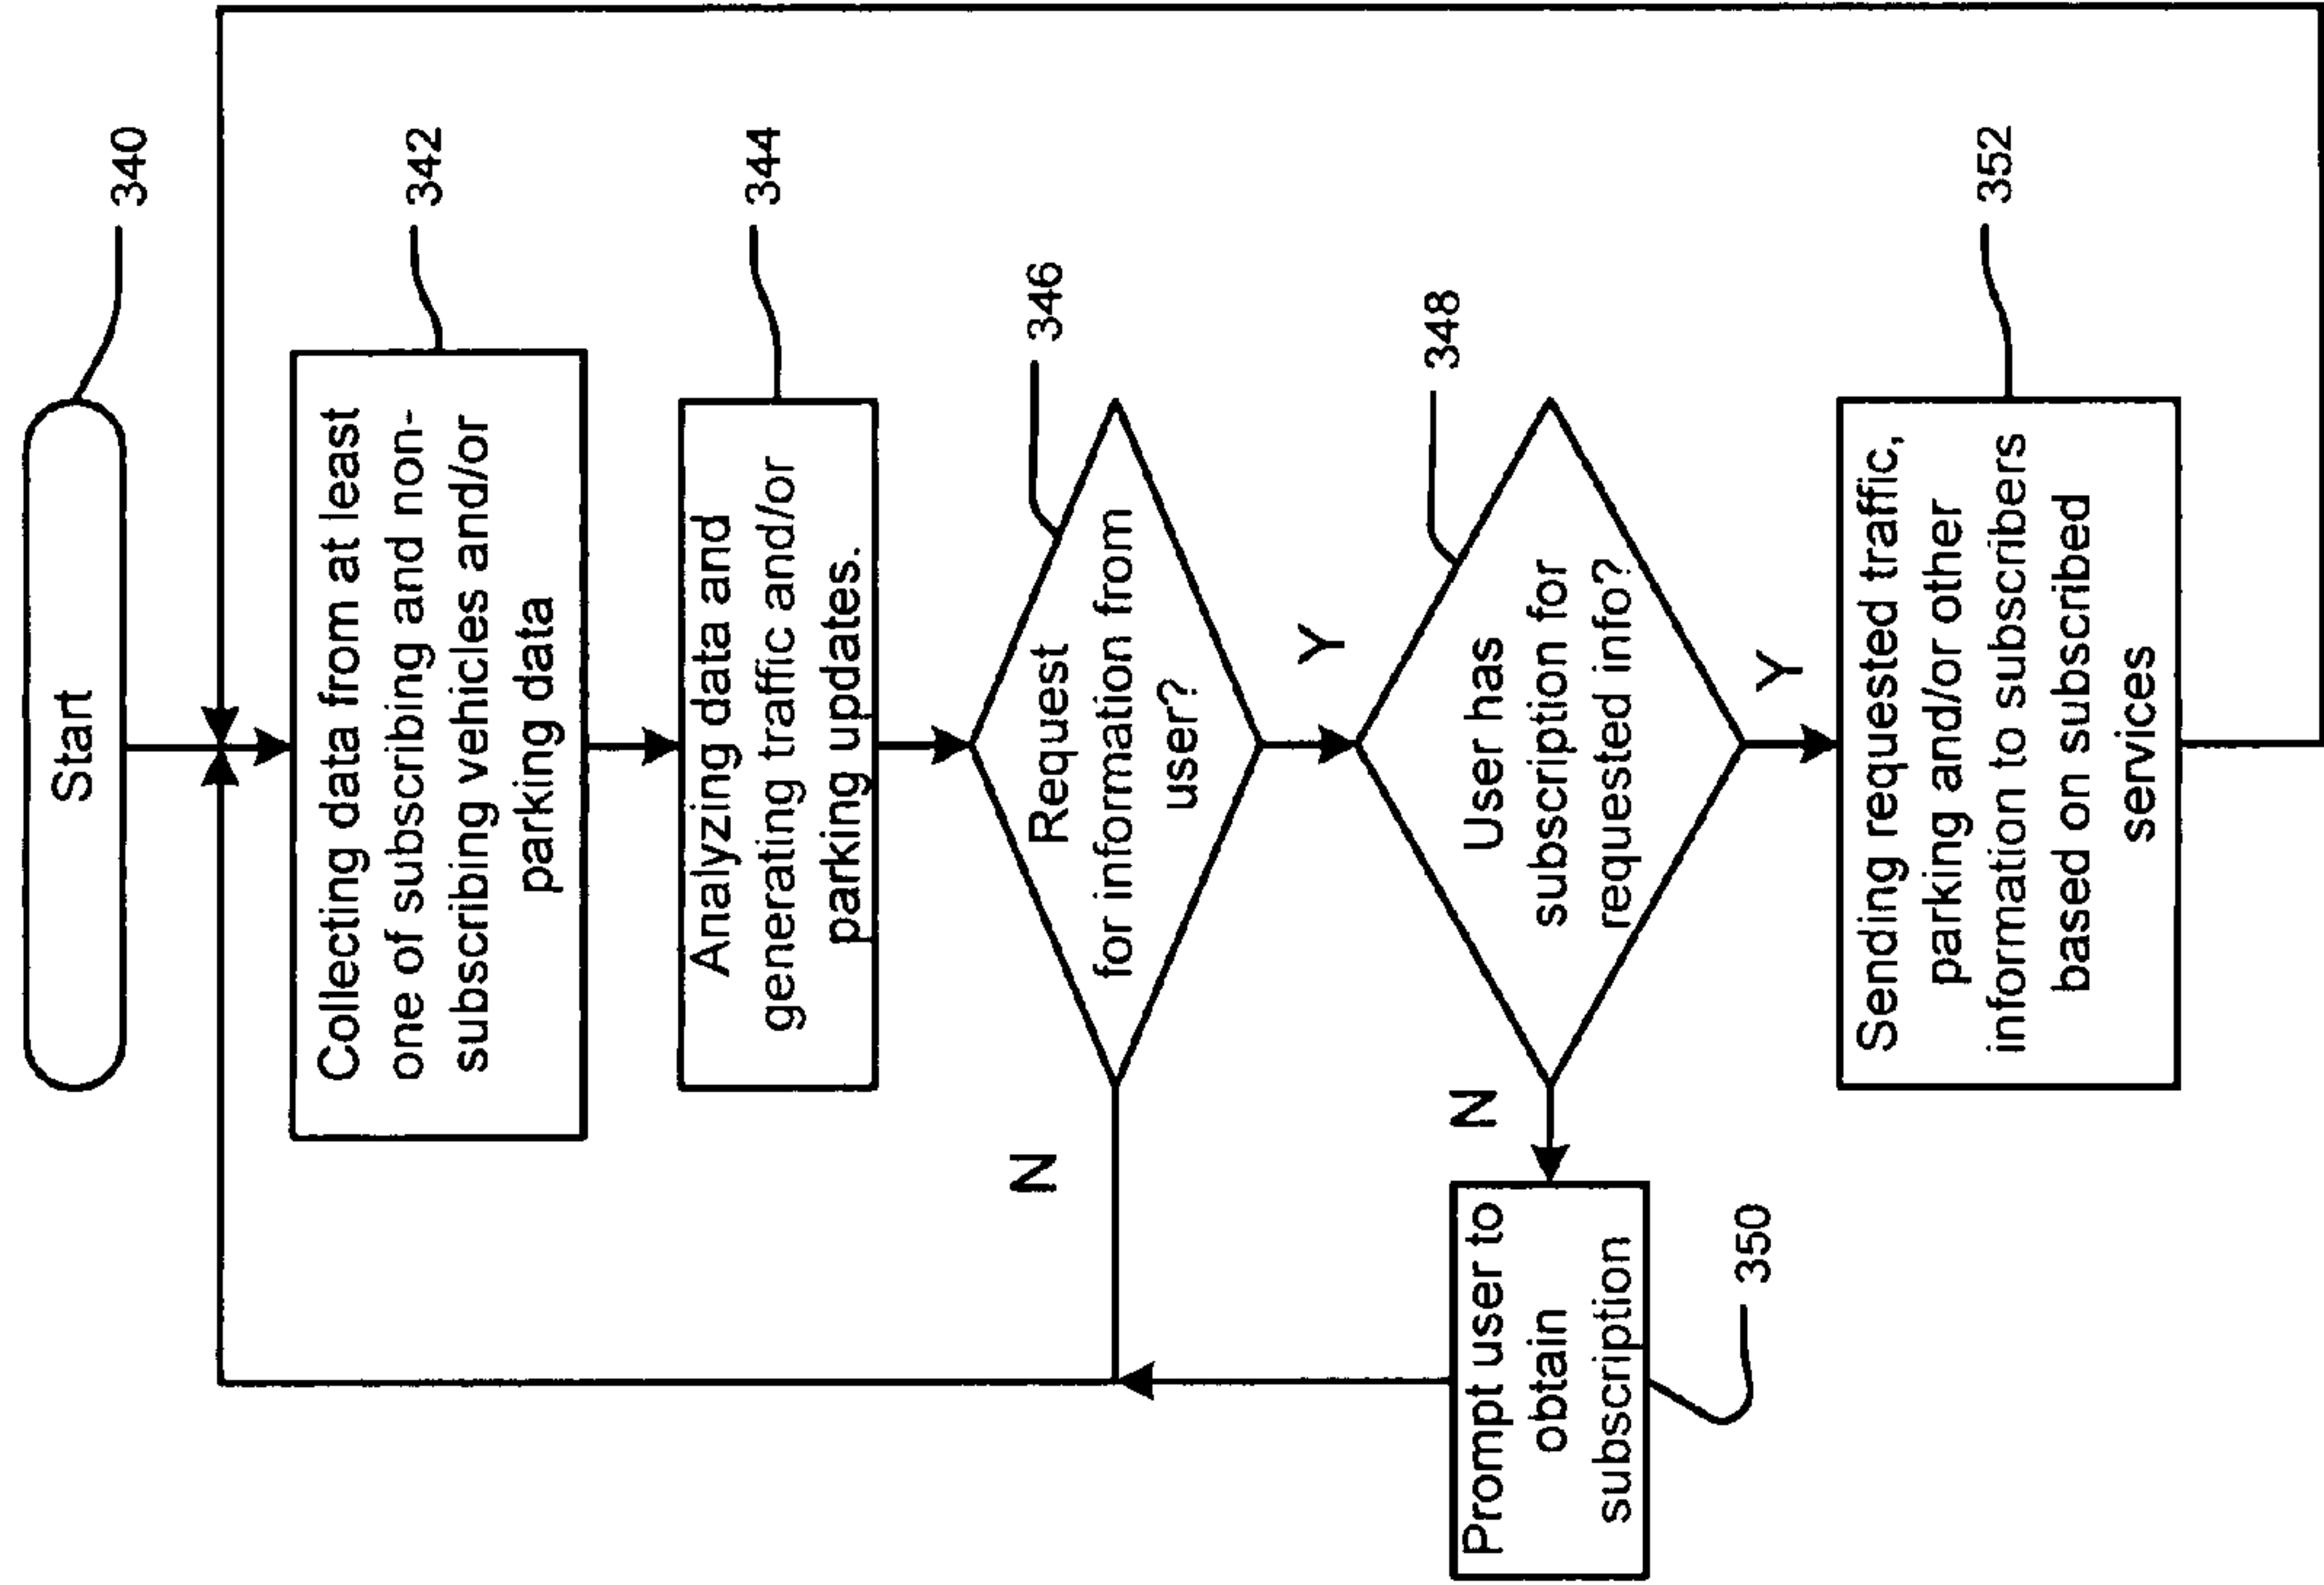 Start
340
Collecting data from at least
one of subscribing and non-
subscribing vehicles and/or
parking data
342
Analyzing data and
generating traffic and/or
parking updates.
344
Request
for information from
user?
346
N
Y
User has
subscription for
requested info?
348
N
Y
Prompt user to
obtain
subscription
350
Sending requested traffic,
parking and/or other
information to subscribers
based on subscribed
services
352